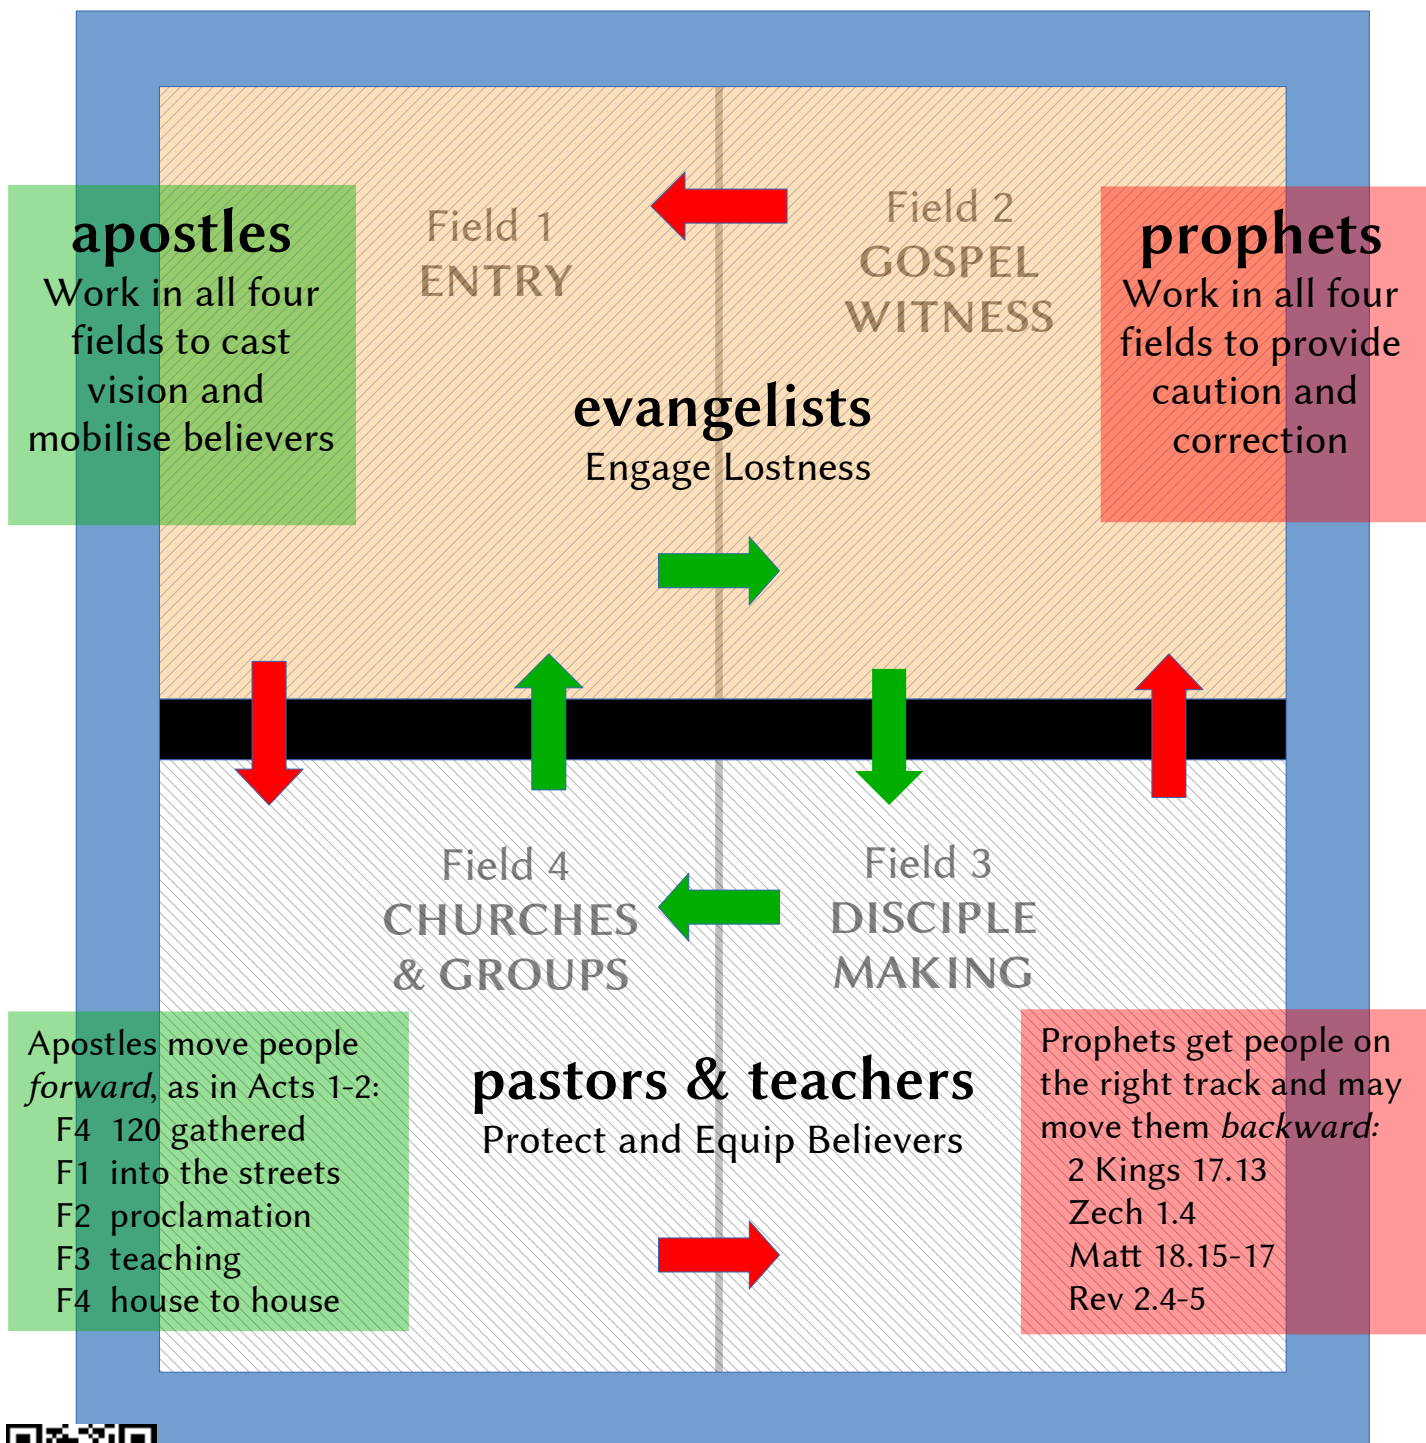 apostles
Work in all four
fields to cast
vision and
mobilise believers
Field 1
ENTRY
Field 2
GOSPEL
WITNESS
prophets
Work in all four
fields to provide
caution and
correction
evangelists
Engage Lostness
Field 4
CHURCHES
& GROUPS
Field 3
DISCIPLE
MAKING
pastors & teachers
Protect and Equip Believers
Apostles move people
forward, as in Acts 1-2:
F4 120 gathered
F1 into the streets
F2 proclamation
F3 teaching
F4 house to house
Prophets get people on
the right track and may
move them backward:
2 Kings 17.13
Zech 1.4
Matt 18.15-17
Rev 2.4-5